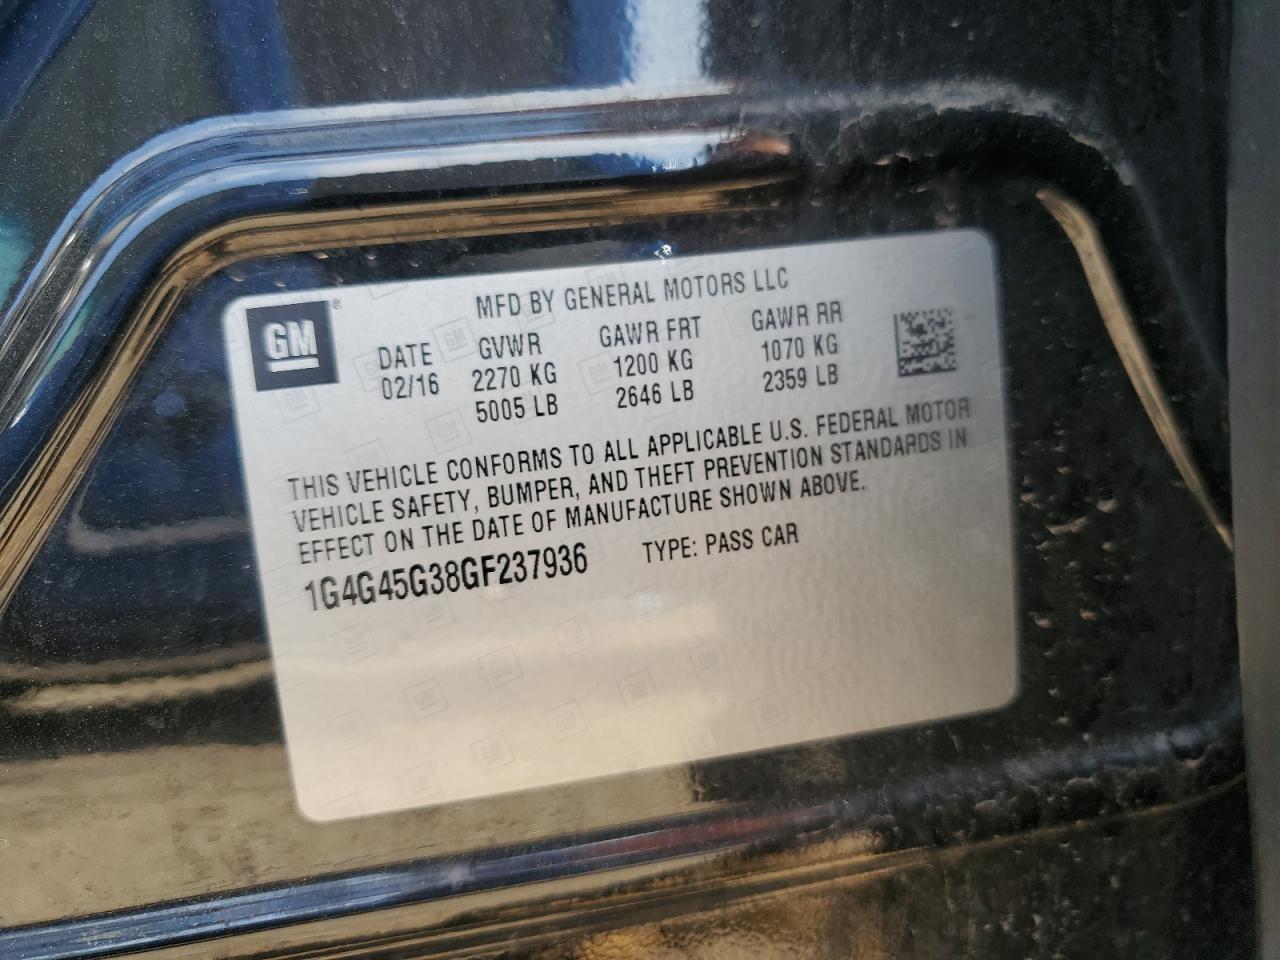 GM
MFD BY GENERAL MOTORS LLC
DATE GVWR GAWR FRT GAWR RR
02/16 2270 KG 1200 KG 1070 KG
5005 LB 2646 LB 2359 LB
THIS VEHICLE CONFORMS TO ALL APPLICABLE U.S. FEDERAL MOTOR
VEHICLE SAFETY, BUMPER, AND THEFT PREVENTION STANDARDS IN
EFFECT ON THE DATE OF MANUFACTURE SHOWN ABOVE.
1G4G45G38GF237936 TYPE: PASS CAR